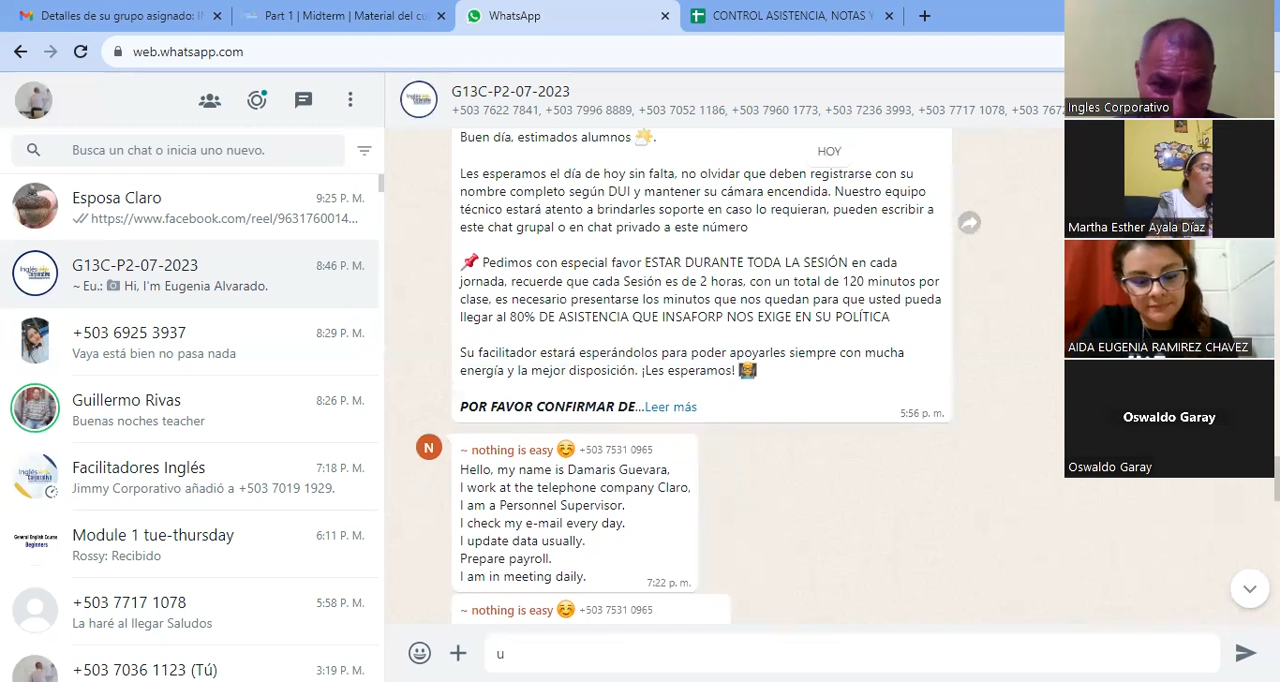 Detalles de su grupo asignado: I
Part 1 | Midterm | Material del cu
WhatsApp
CONTROL ASISTENCIA, NOTAS Y
web.whatsapp.com
Busca un chat o inicia uno nuevo.
Esposa Claro
9:25 P. M.
https://www.facebook.com/reel/9631760014...
G13C-P2-07-2023
8:46 P. M.
~ Eu.: 📷 Hi, I'm Eugenia Alvarado.
+503 6925 3937
8:29 P. M.
Vaya está bien no pasa nada
Guillermo Rivas
8:26 P. M.
Buenas noches teacher
Facilitadores Inglés
7:18 P. M.
Jimmy Corporativo añadió a +503 7019 1929.
Module 1 tue-thursday
6:11 P. M.
Rossy: Recibido
+503 7717 1078
5:58 P. M.
La haré al llegar Saludos
+503 7036 1123 (Tú)
3:19 P. M.
G13C-P2-07-2023
+503 7622 7841, +503 7996 8889, +503 7052 1186, +503 7960 1773, +503 7236 3993, +503 7717 1078, +503 767
Buen día estimados alumnos
HOY
Les esperamos el día de hoy sin falta, no olvidar que deben registrarse con su
nombre completo según DUI y mantener su cámara encendida. Nuestro equipo
técnico estará atento a brindarles soporte en caso lo requieran, pueden escribir a
este chat grupal o en chat privado a este número
📌 Pedimos con especial favor ESTAR DURANTE TODA LA SESIÓN en cada
jornada, recuerde que cada Sesión es de 2 horas, con un total de 120 minutos por
clase, es necesario presentarse los minutos que nos quedan para que usted pueda
llegar al 80% DE ASISTENCIA QUE INSAFORP NOS EXIGE EN SU POLÍTICA
Su facilitador está esperándolos para poder apoyarles siempre con mucha
energía y la mejor disposición. ¡Les esperamos!
POR FAVOR CONFIRMAR DE...Leer más
5:56 p. m.
N
~ nothing is easy ☺️ +503 7531 0965
Hello, my name is Damaris Guevara,
I work at the telephone company Claro,
I am a Personnel Supervisor.
I check my e-mail every day.
I update data usually.
Prepare payroll.
I am in meeting daily.
7:22 p. m.
~ nothing is easy ☺️ +503 7531 0965
u
Ingles Corporativo
Martha Esther Ayala Díaz
AIDA EUGENIA RAMIREZ CHAVEZ
Oswaldo Garay
Oswaldo Garay